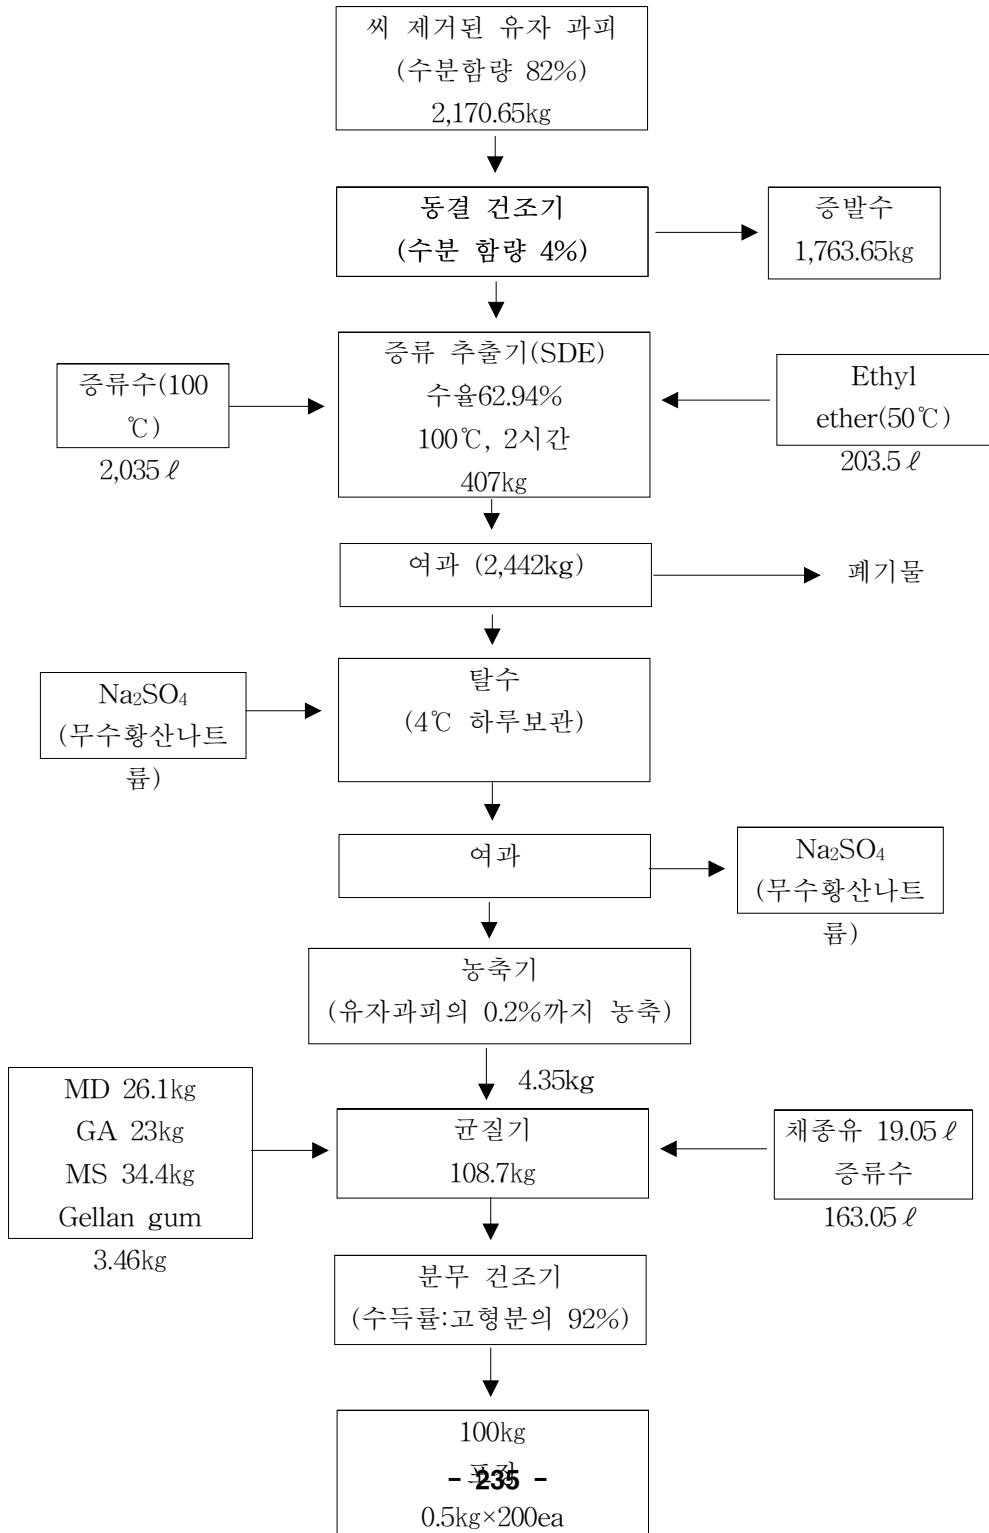 씨 제거된 유자 과피
(수분함량 82%)
2,170.65kg
동결 건조기
(수분 함량 4%)
증발수
1,763.65kg
증류 추출기(SDE)
수율62.94%
100℃, 2시간
407kg
증류수(100
℃)
2,035ℓ
Ethyl
ether(50℃)
203.5ℓ
여과 (2,442kg)
폐기물
탈수
(4℃ 하루보관)
Na₂SO₄
(무수황산나트
륨)
여과
Na₂SO₄
(무수황산나트
륨)
농축기
(유자과피의 0.2%까지 농축)
4.35kg
MD 26.1kg
GA 23kg
MS 34.4kg
Gellan gum
3.46kg
균질기
108.7kg
채종유 19.05ℓ
증류수
163.05ℓ
분무 건조기
(수득률:고형분의 92%)
100kg
포장
0.5kg×200ea
- 235 -